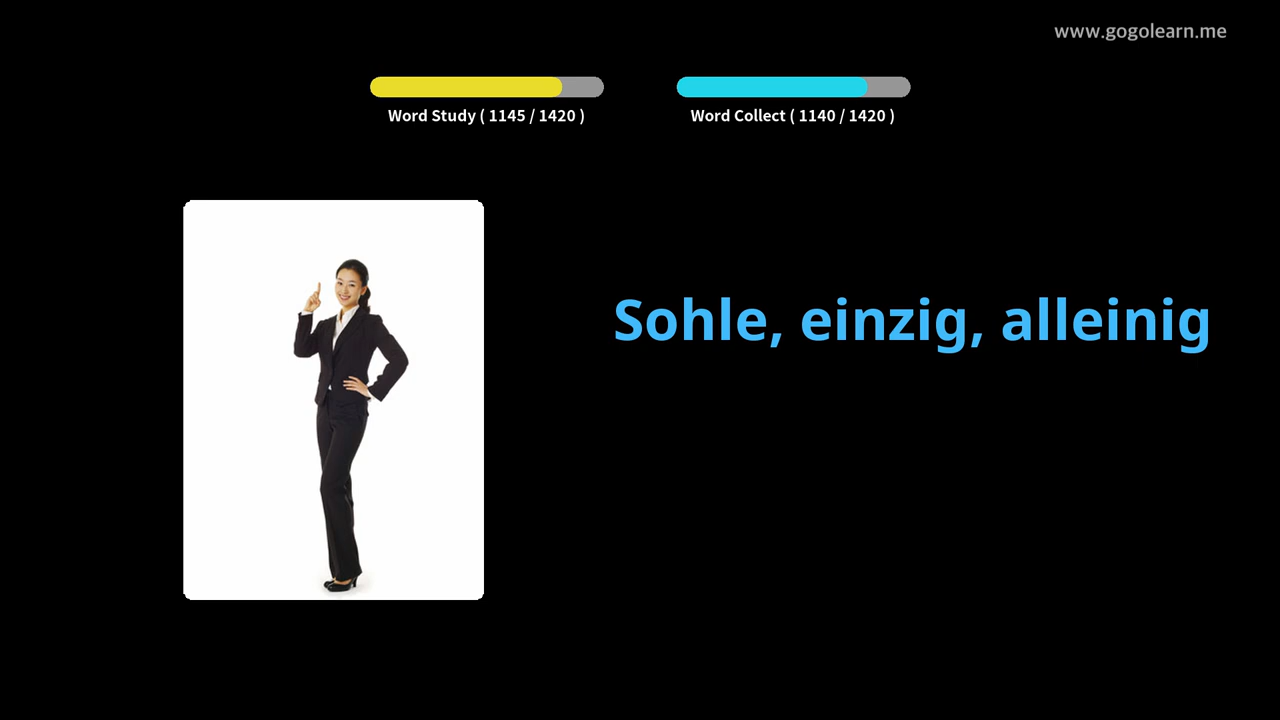 www.gogolearn.me
Word Study ( 1145 / 1420 )
Word Collect ( 1140 / 1420 )
Sohle, einzig, alleinig